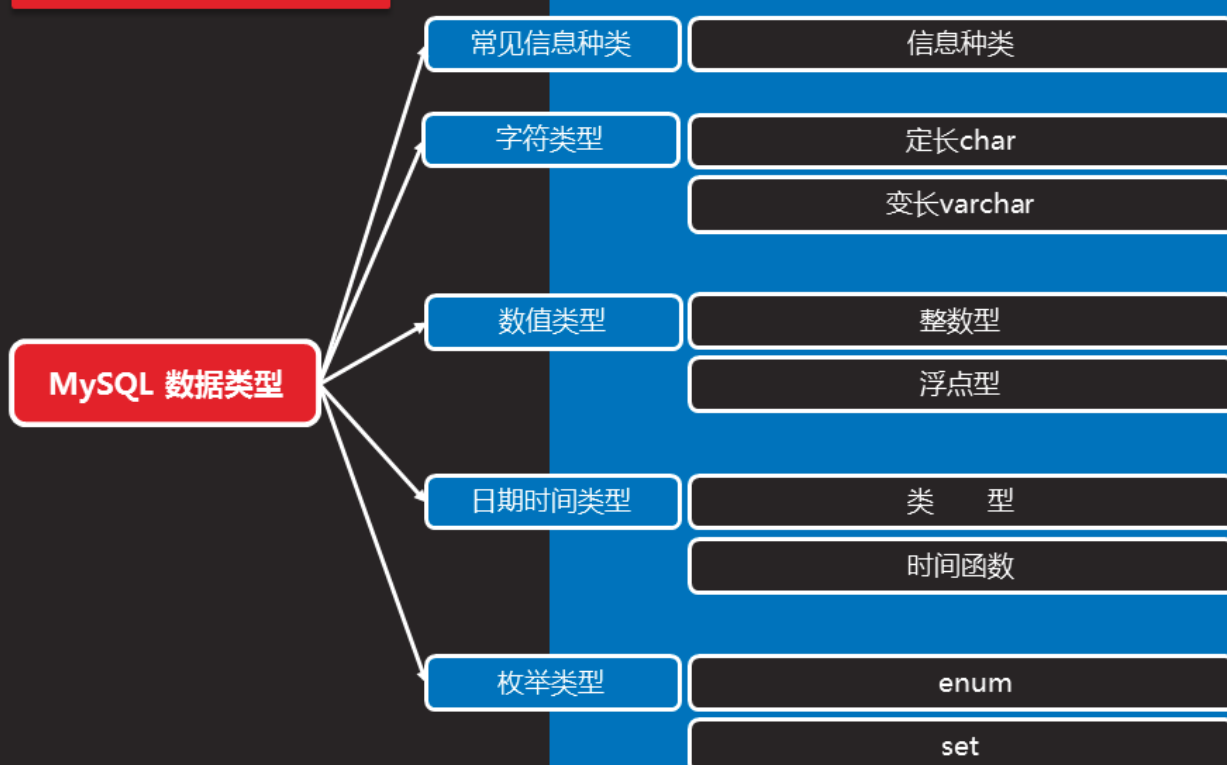 常见信息种类
信息种类
字符类型
定长char
变长varchar
数值类型
整数型
浮点型
MySQL 数据类型
日期时间类型
类 型
时间函数
枚举类型
enum
set